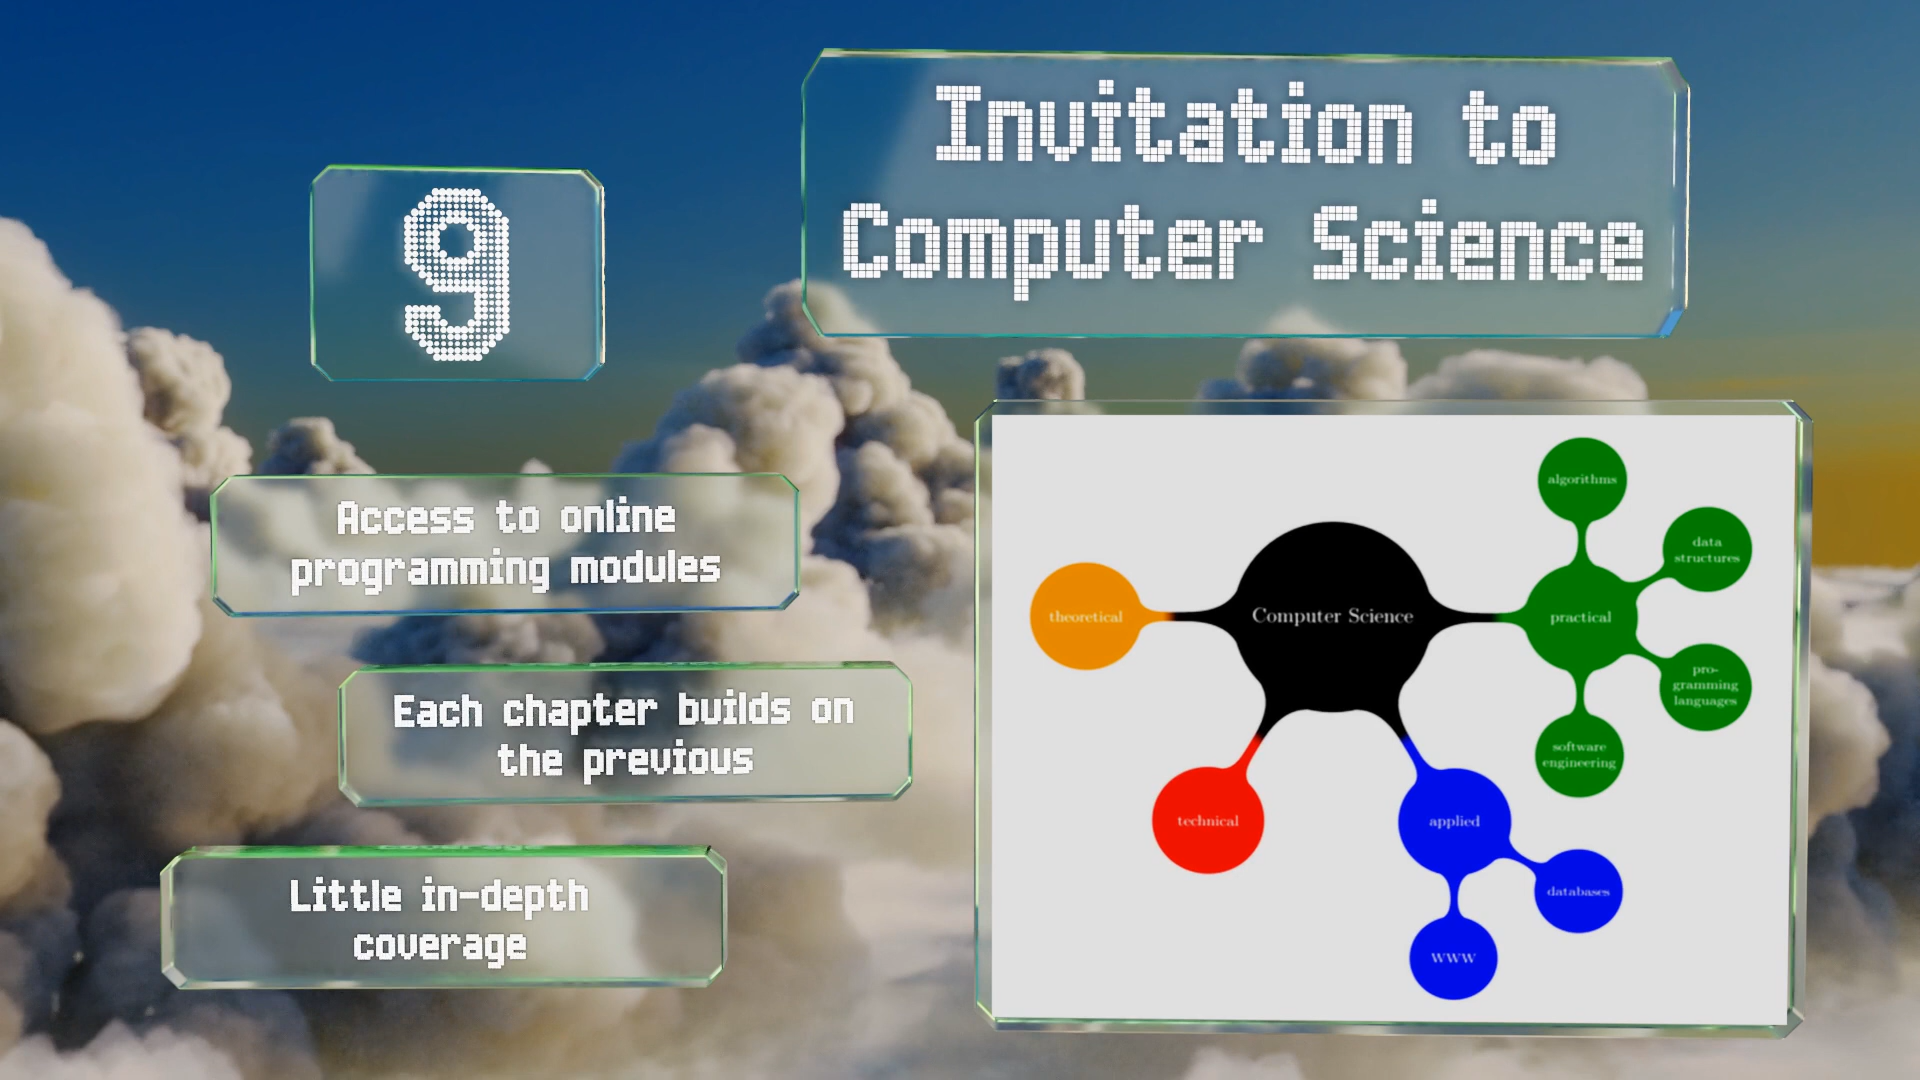 9
Invitation to
Computer Science
Access to online
programming modules
Each chapter builds on
the previous
Little in-depth
coverage
Computer Science
theoretical
technical
applied
databases
WWW
practical
algorithms
data
structures
pro-
gramming
languages
software
engineering